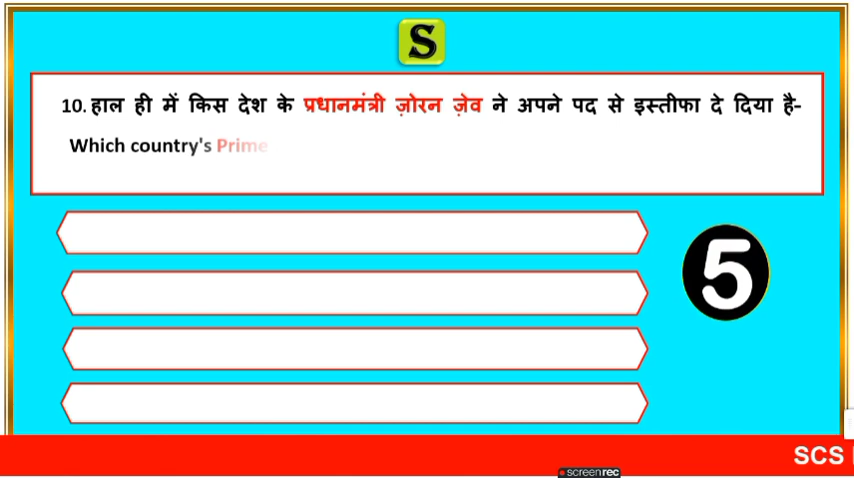 S
10. हाल ही में किस देश के प्रधानमंत्री ज़ोरन ज़ेव ने अपने पद से इस्तीफा दे दिया है-
Which country's Prime
5
SCS
screenrec